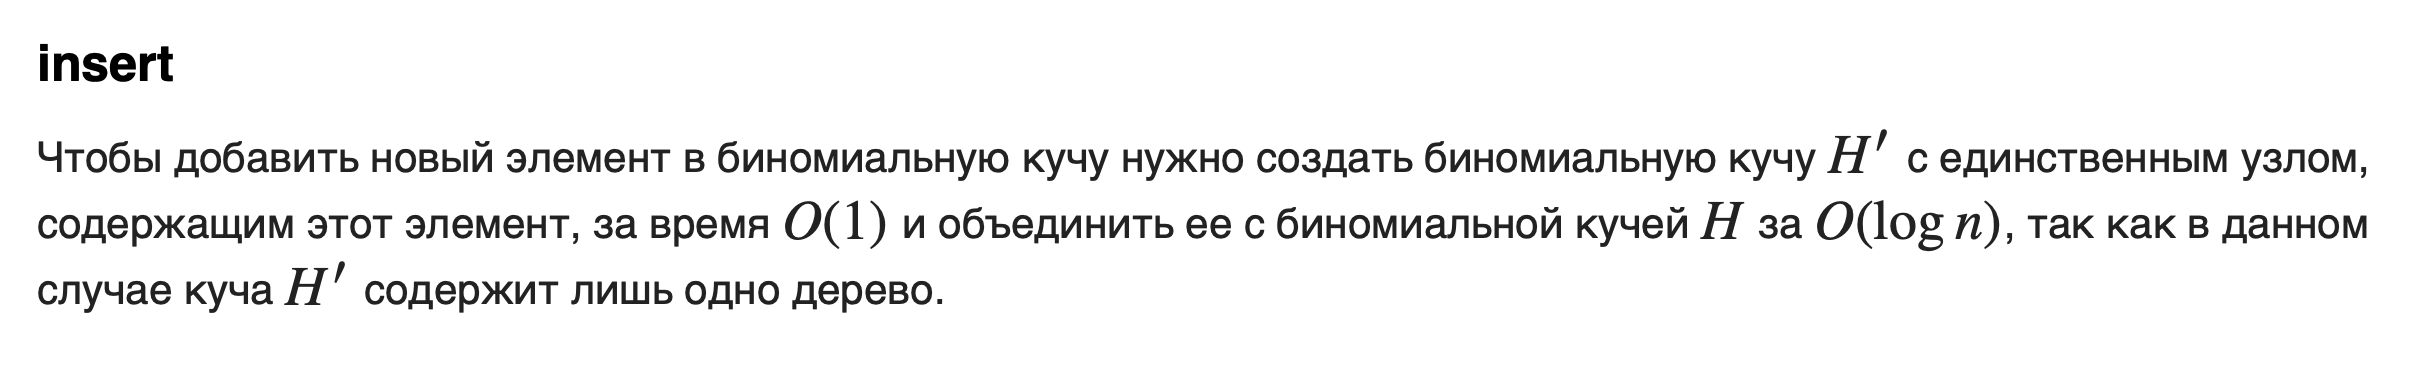 insert
Чтобы добавить новый элемент в биномиальную кучу нужно создать биномиальную кучу H′ с единственным узлом,
содержащим этот элемент, за время O(1) и объединить ее с биномиальной кучей H за O(log n), так как в данном
случае куча H′ содержит лишь одно дерево.